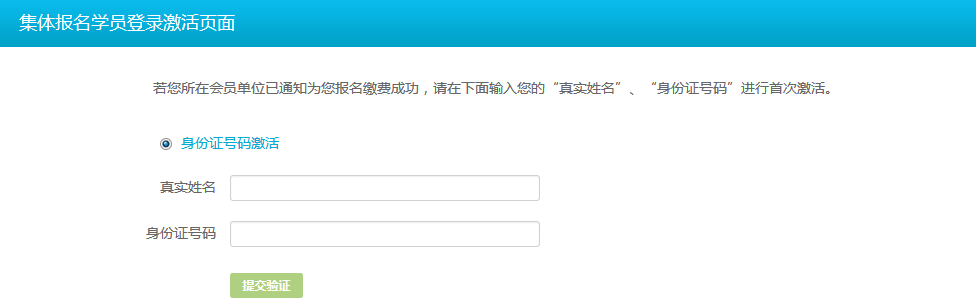 集体报名学员登录激活页面
若您所在会员单位已通知为您报名缴费成功，请在下面输入您的“真实姓名”、“身份证号码”进行首次激活。
身份证号码激活
真实姓名
身份证号码
提交验证